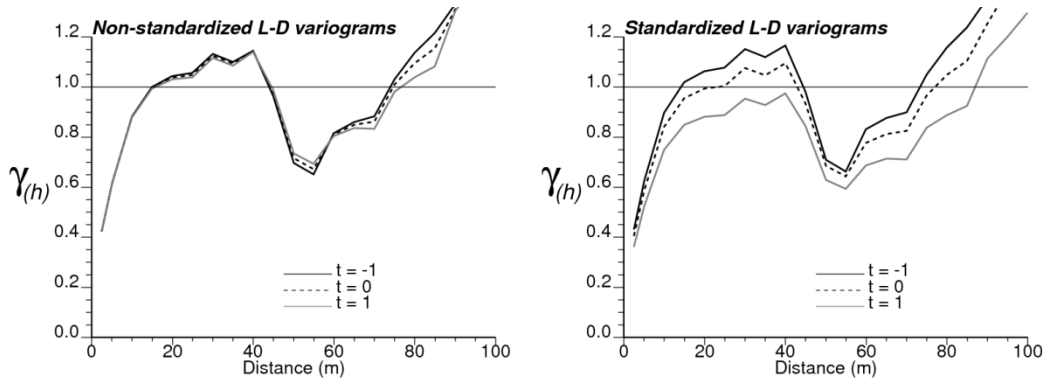 Non-standardized L-D variograms
1.2
1.0
0.8
0.6
0.4
0.2
0.0
γ(h)
t = -1
t = 0
t = 1
0 20 40 60 80 100
Distance (m)
Standardized L-D variograms
1.2
1.0
0.8
0.6
0.4
0.2
0.0
γ(h)
t = -1
t = 0
t = 1
0 20 40 60 80 100
Distance (m)